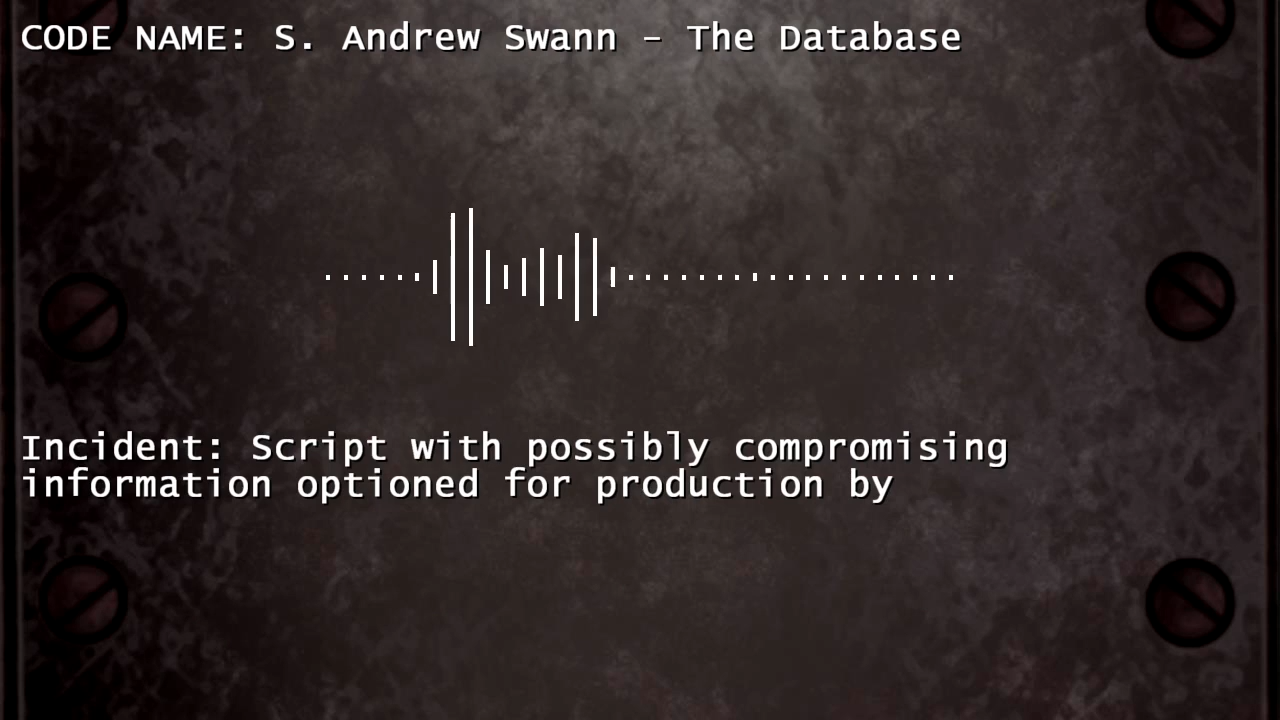 CODE NAME: S. Andrew Swann - The Database
Incident: Script with possibly compromising
information optioned for production by